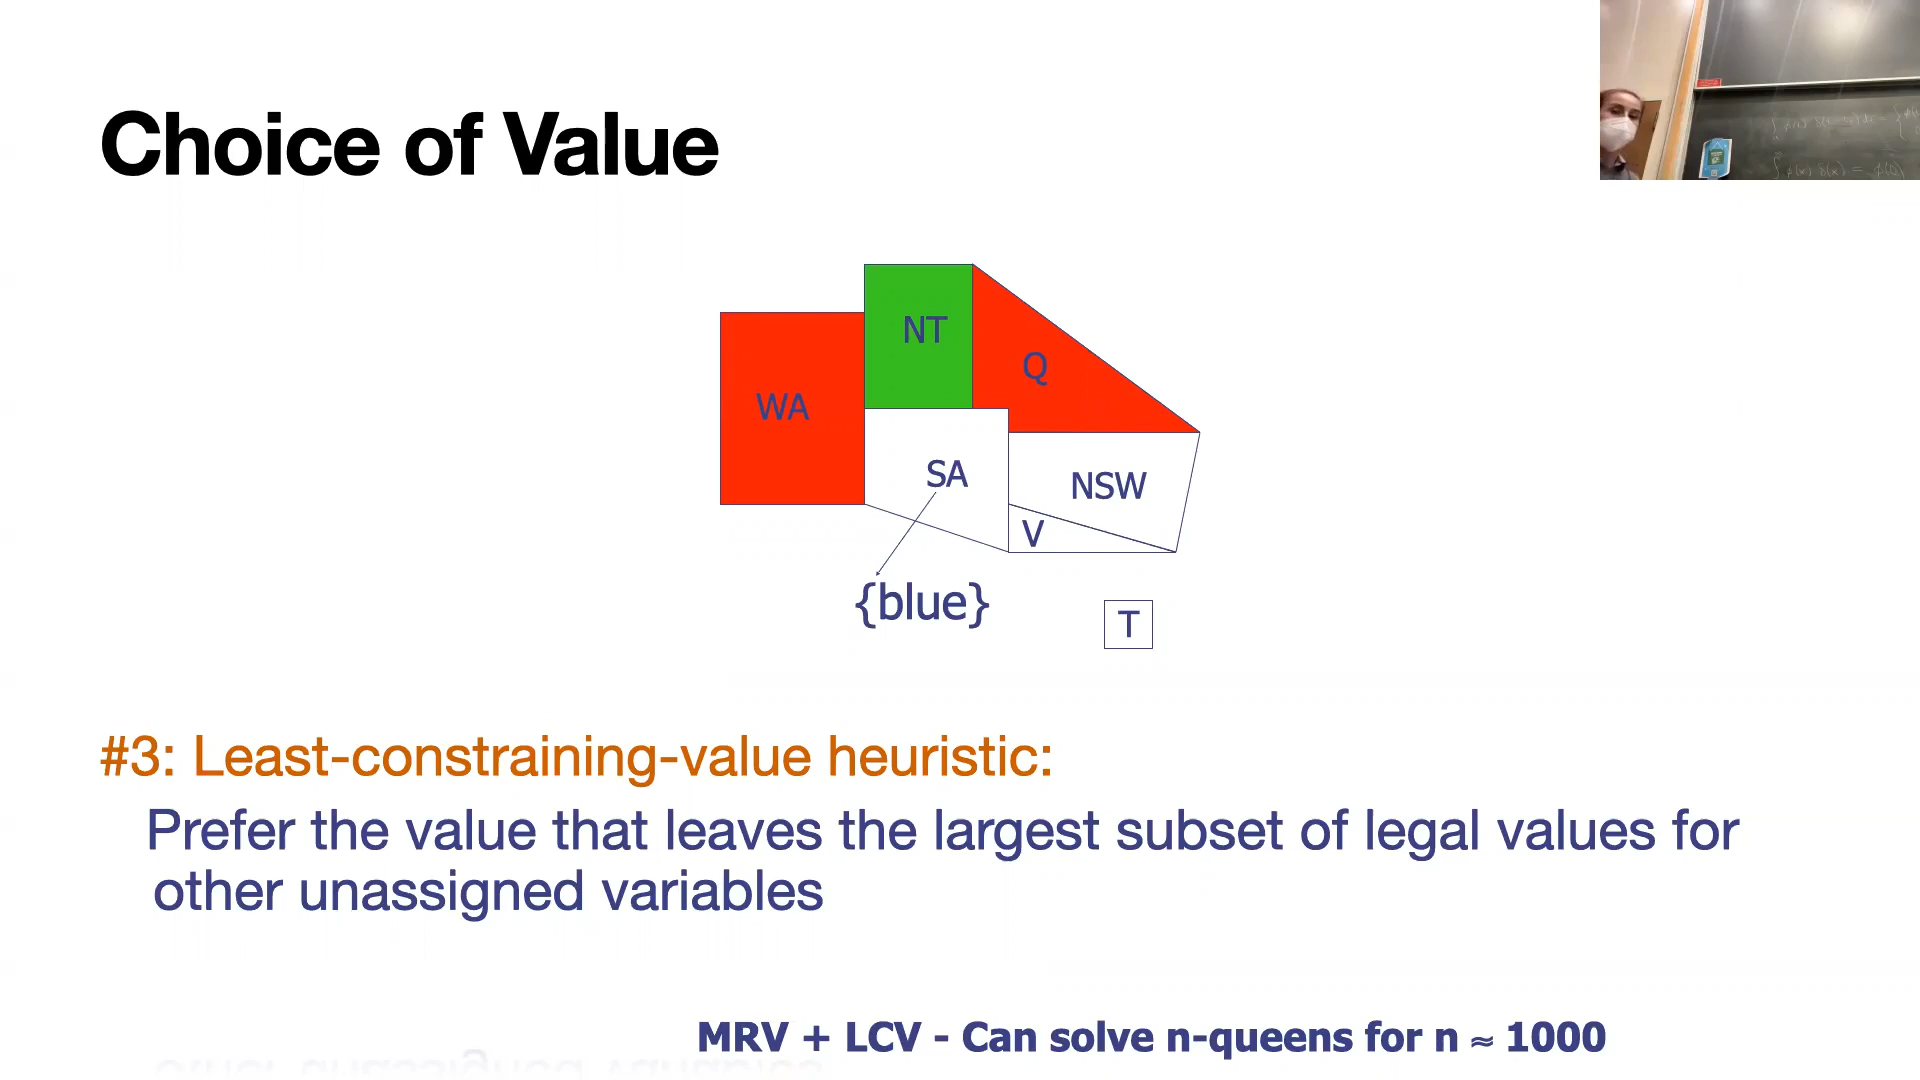 Choice of Value
NT
Q
WA
SA
NSW
V
{blue}
T
#3: Least-constraining-value heuristic:
Prefer the value that leaves the largest subset of legal values for
other unassigned variables
MRV + LCV - Can solve n-queens for n ≈ 1000